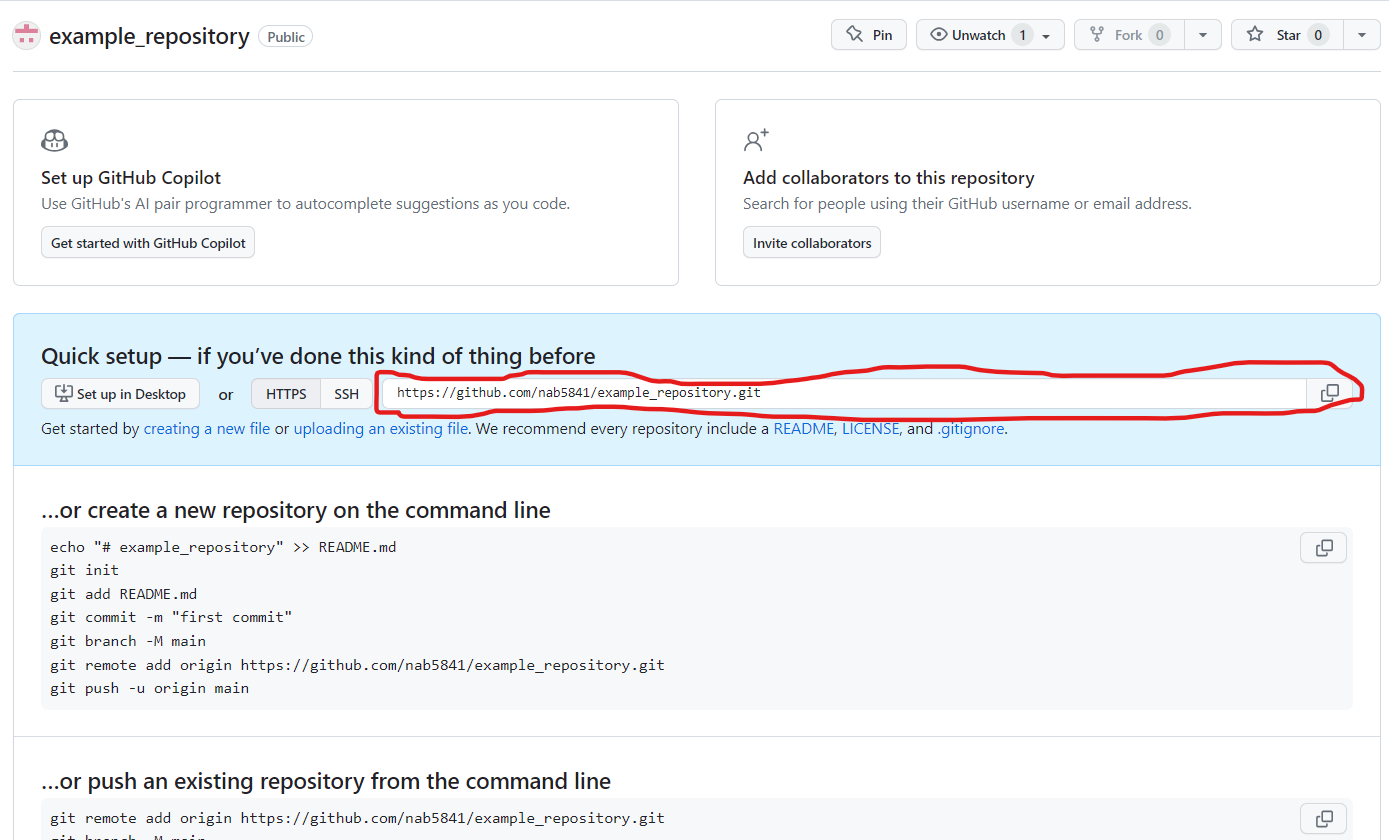 example_repository Public Pin Unwatch 1 Fork 0 Star 0
Set up GitHub Copilot
Use GitHub's AI pair programmer to autocomplete suggestions as you code.
Get started with GitHub Copilot
Add collaborators to this repository
Search for people using their GitHub username or email address.
Invite collaborators
Quick setup — if you’ve done this kind of thing before
Set up in Desktop or HTTPS SSH https://github.com/nab5841/example_repository.git
Get started by creating a new file or uploading an existing file. We recommend every repository include a README, LICENSE, and .gitignore.
…or create a new repository on the command line
echo "# example_repository" >> README.md
git init
git add README.md
git commit -m "first commit"
git branch -M main
git remote add origin https://github.com/nab5841/example_repository.git
git push -u origin main
…or push an existing repository from the command line
git remote add origin https://github.com/nab5841/example_repository.git
git branch -M main